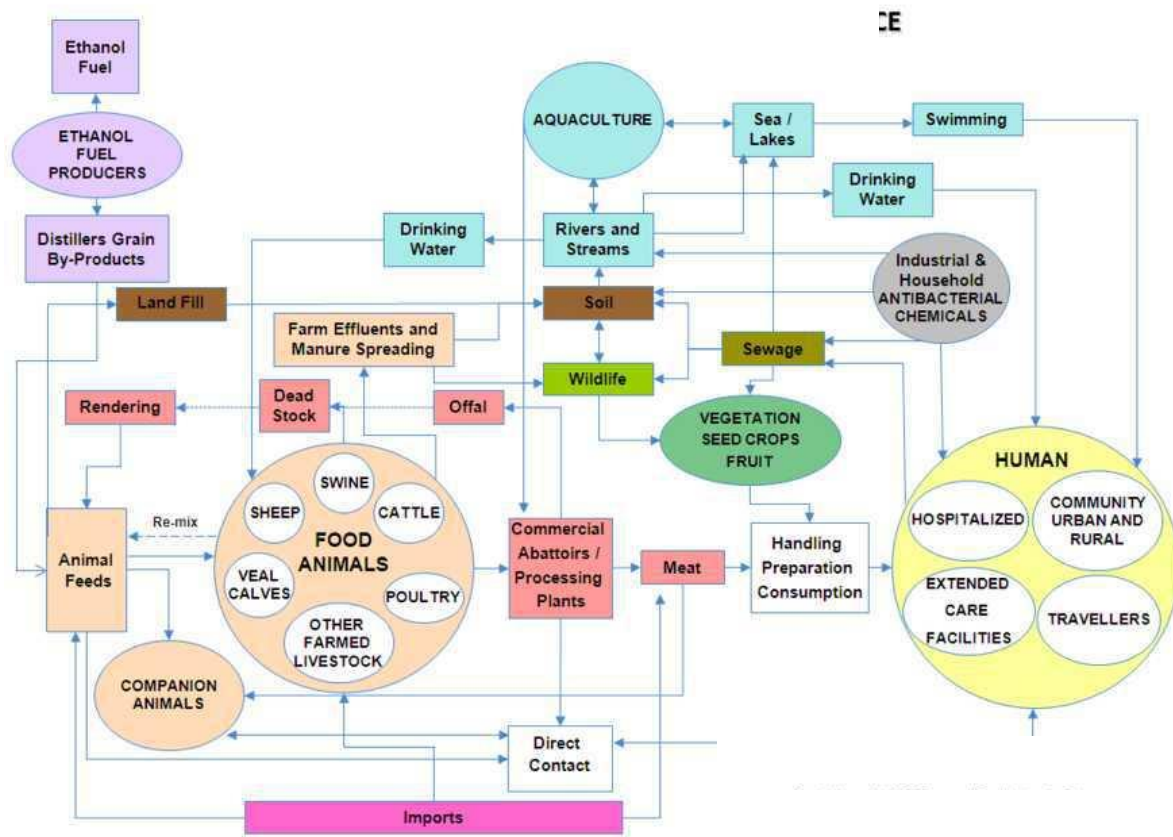 CE
Ethanol
Fuel
ETHANOL
FUEL
PRODUCERS
Distillers Grain
By-Products
AQUACULTURE
Sea /
Lakes
Swimming
Drinking
Water
Drinking
Water
Rivers and
Streams
Industrial &
Household
ANTIBACTERIAL
CHEMICALS
Land Fill
Soil
Farm Effluents and
Manure Spreading
Sewage
Wildlife
Rendering
Dead
Stock
Offal
VEGETATION
SEED CROPS
FRUIT
HUMAN
HOSPITALIZED
COMMUNITY
URBAN AND
RURAL
EXTENDED
CARE
FACILITIES
TRAVELLERS
SWINE
SHEEP
CATTLE
FOOD
ANIMALS
VEAL
CALVES
POULTRY
OTHER
FARMED
LIVESTOCK
Re-mix
Animal
Feeds
Commercial
Abattoirs /
Processing
Plants
Meat
Handling
Preparation
Consumption
COMPANION
ANIMALS
Direct
Contact
Imports